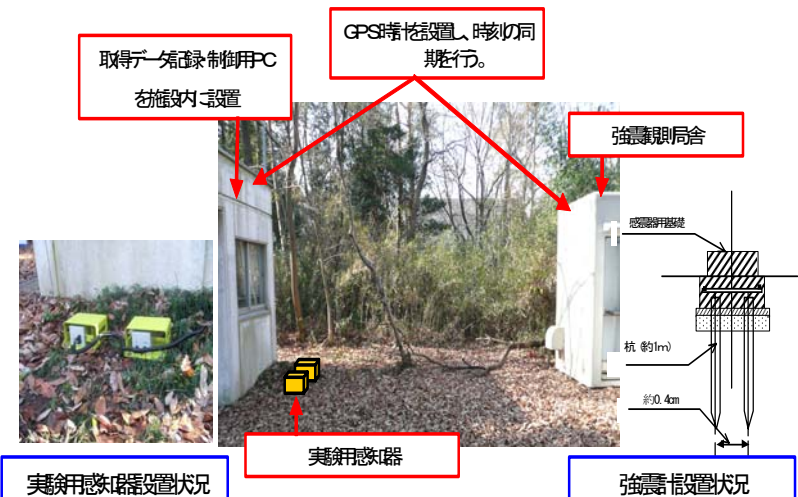 取得データ記録・制御用PC
を施設内に設置
GPS時計を設置し、時刻の同
期を行う。
強震観測局舎
感震器用基礎
杭(約1m)
約0.4cm
実験用感知器
実験用感知器設置状況
強震計設置状況